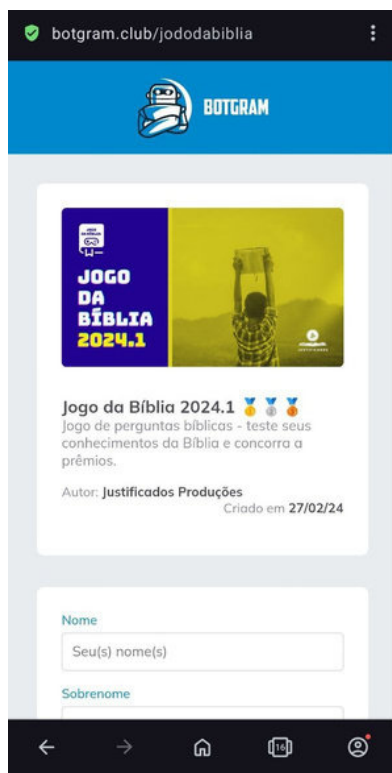 botgram.club/jododabiblia
BOTGRAM
JOGO
DA
BÍBLIA
2024.1
Jogo da Bíblia 2024.1
Jogo de perguntas bíblicas - teste seus
conhecimentos da Bíblia e concorra a
prêmios.
Autor: Justificados Produções
Criado em 27/02/24
Nome
Seu(s) nome(s)
Sobrenome
16